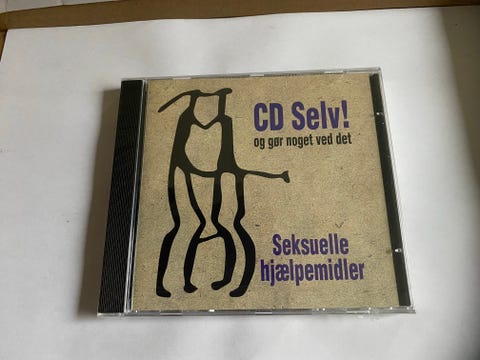 CD Selv!
og gør noget ved det
Seksuelle
hjælpemidler